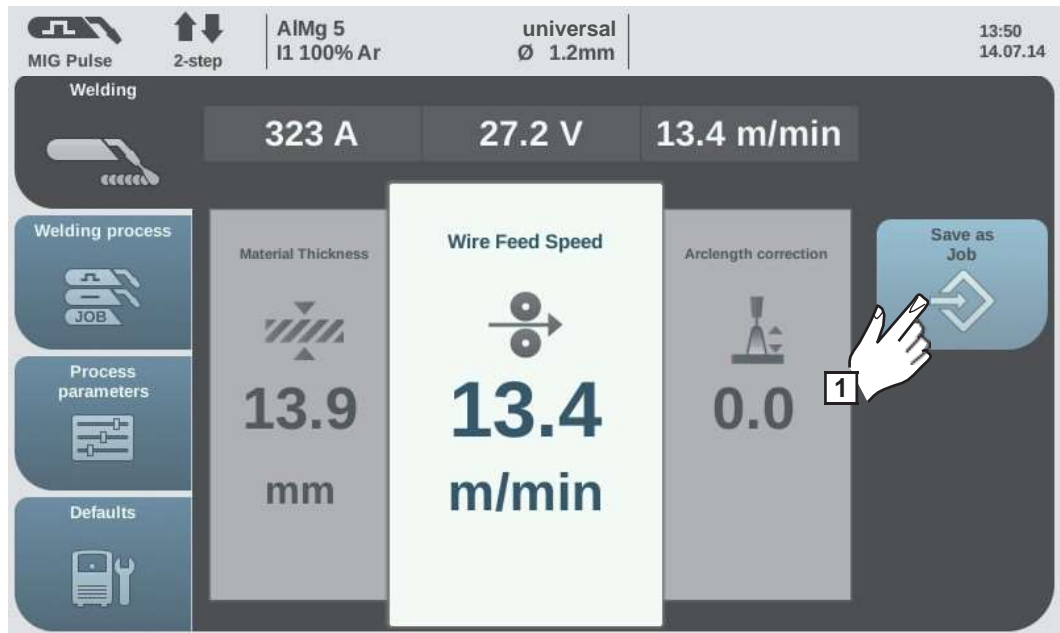 MIG Pulse
2-step
AlMg 5
I1 100% Ar
universal
Ø 1.2mm
13:50
14.07.14
Welding
323 A
27.2 V
13.4 m/min
Welding process
JOB
Process
parameters
Defaults
Material Thickness
13.9
mm
Wire Feed Speed
13.4
m/min
Arclength correction
0.0
Save as
Job
1